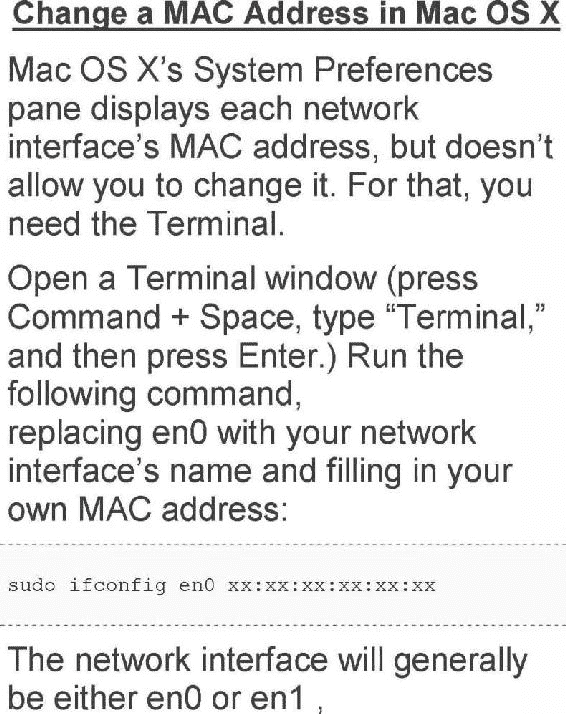 Change a MAC Address in Mac OS X
Mac OS X’s System Preferences
pane displays each network
interface’s MAC address, but doesn’t
allow you to change it. For that, you
need the Terminal.
Open a Terminal window (press
Command + Space, type “Terminal,”
and then press Enter.) Run the
following command,
replacing en0 with your network
interface’s name and filling in your
own MAC address:
sudo ifconfig en0 xx:xx:xx:xx:xx:xx
The network interface will generally
be either en0 or en1 ,